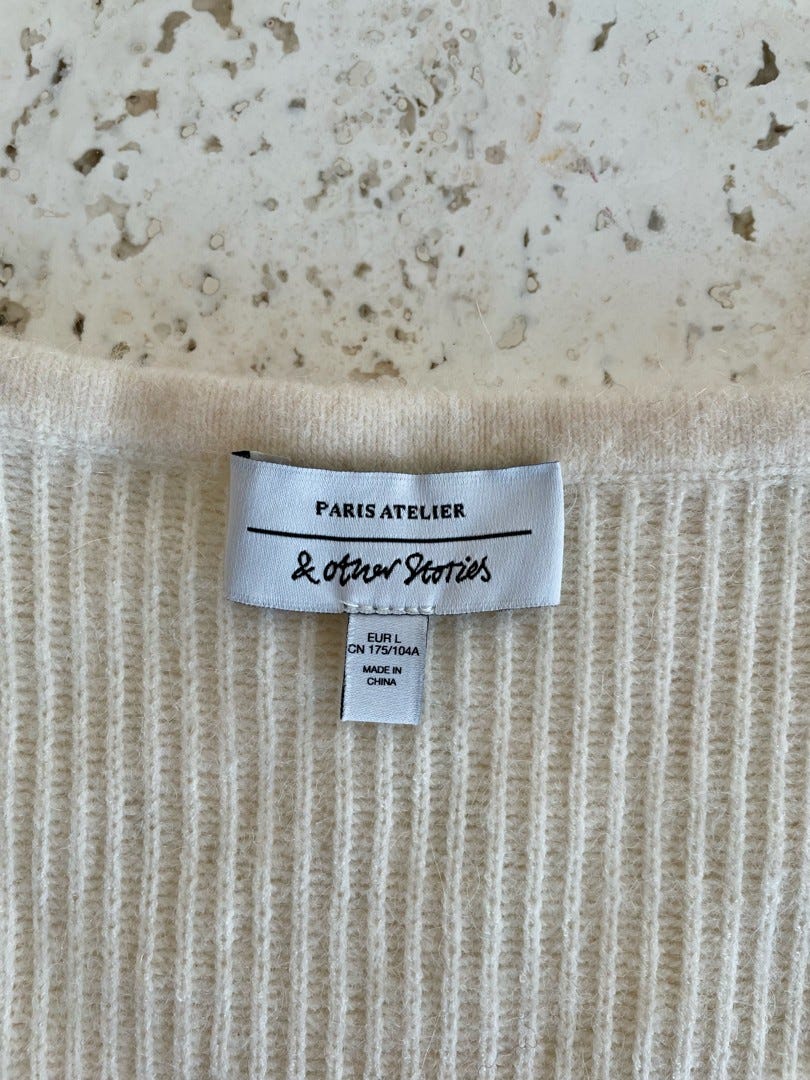 PARIS ATELIER
& other Stories
EUR L
CN 175/104A
MADE IN
CHINA